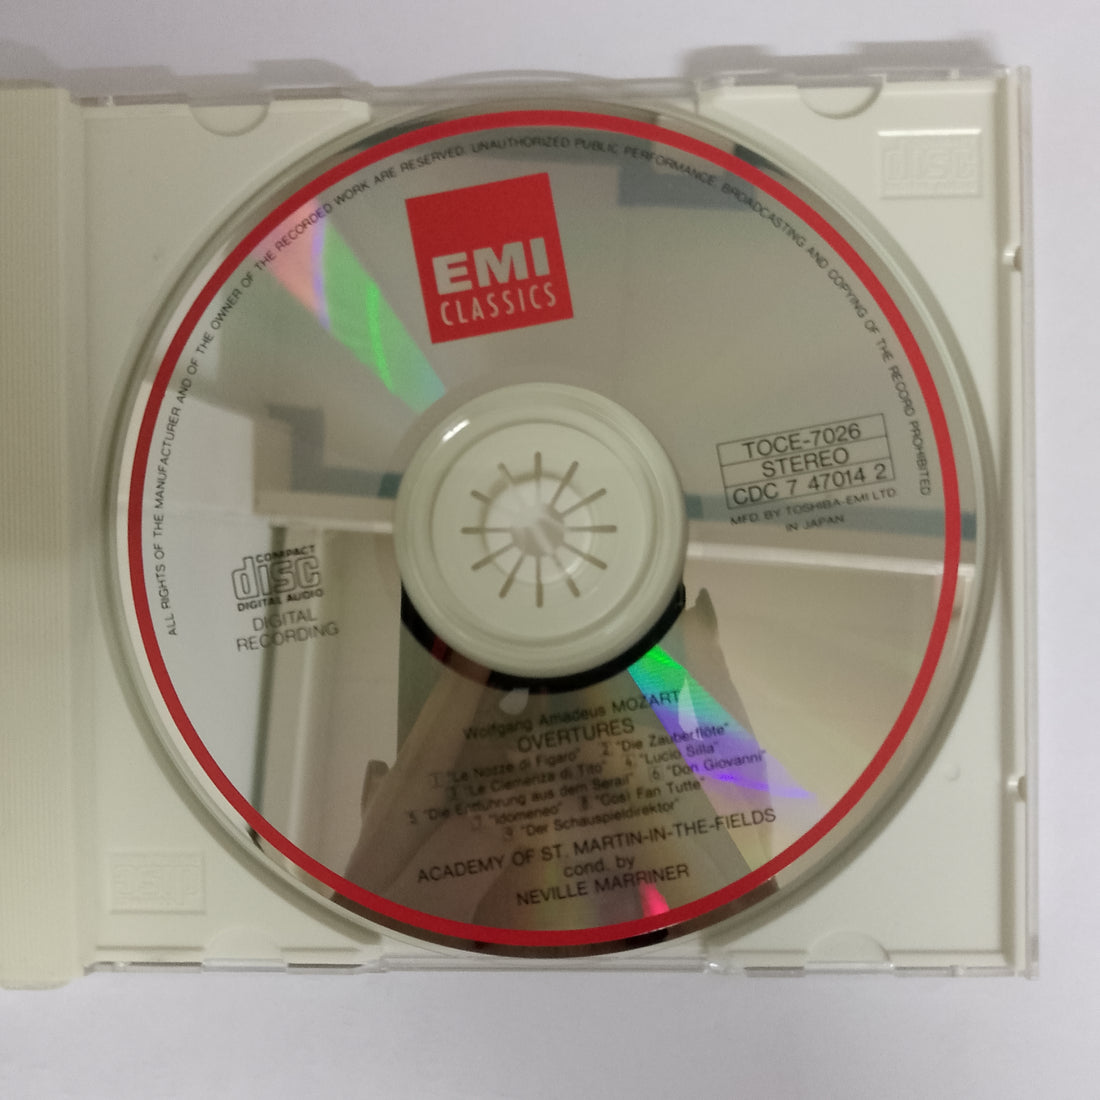 ALL RIGHTS OF THE MANUFACTURER AND OF THE OWNER OF THE RECORDED WORK ARE RESERVED. UNAUTHORIZED PUBLIC PERFORMANCE, BROADCASTING AND COPYING OF THE RECORD PROHIBITED
EMI
CLASSICS
TOCE-7026
STEREO
CDC 7 47014 2
MFD. BY TOSHIBA-EMI LTD
IN JAPAN
COMPACT
disc
DIGITAL AUDIO
DIGITAL
RECORDING
Wolfgang Amadeus MOZART
OVERTURES
1 "Le Nozze di Figaro" 2 "Die Zauberflöte"
3 "Le Clemenza di Tito" 4 "Lucio Silla"
5 "Die Entführung aus dem Serail" 6 "Don Giovanni"
7 "Idomeneo" 8 "Così Fan Tutte"
9 "Der Schauspieldirektor"
ACADEMY OF ST. MARTIN-IN-THE-FIELDS
cond. by
NEVILLE MARRINER
disc